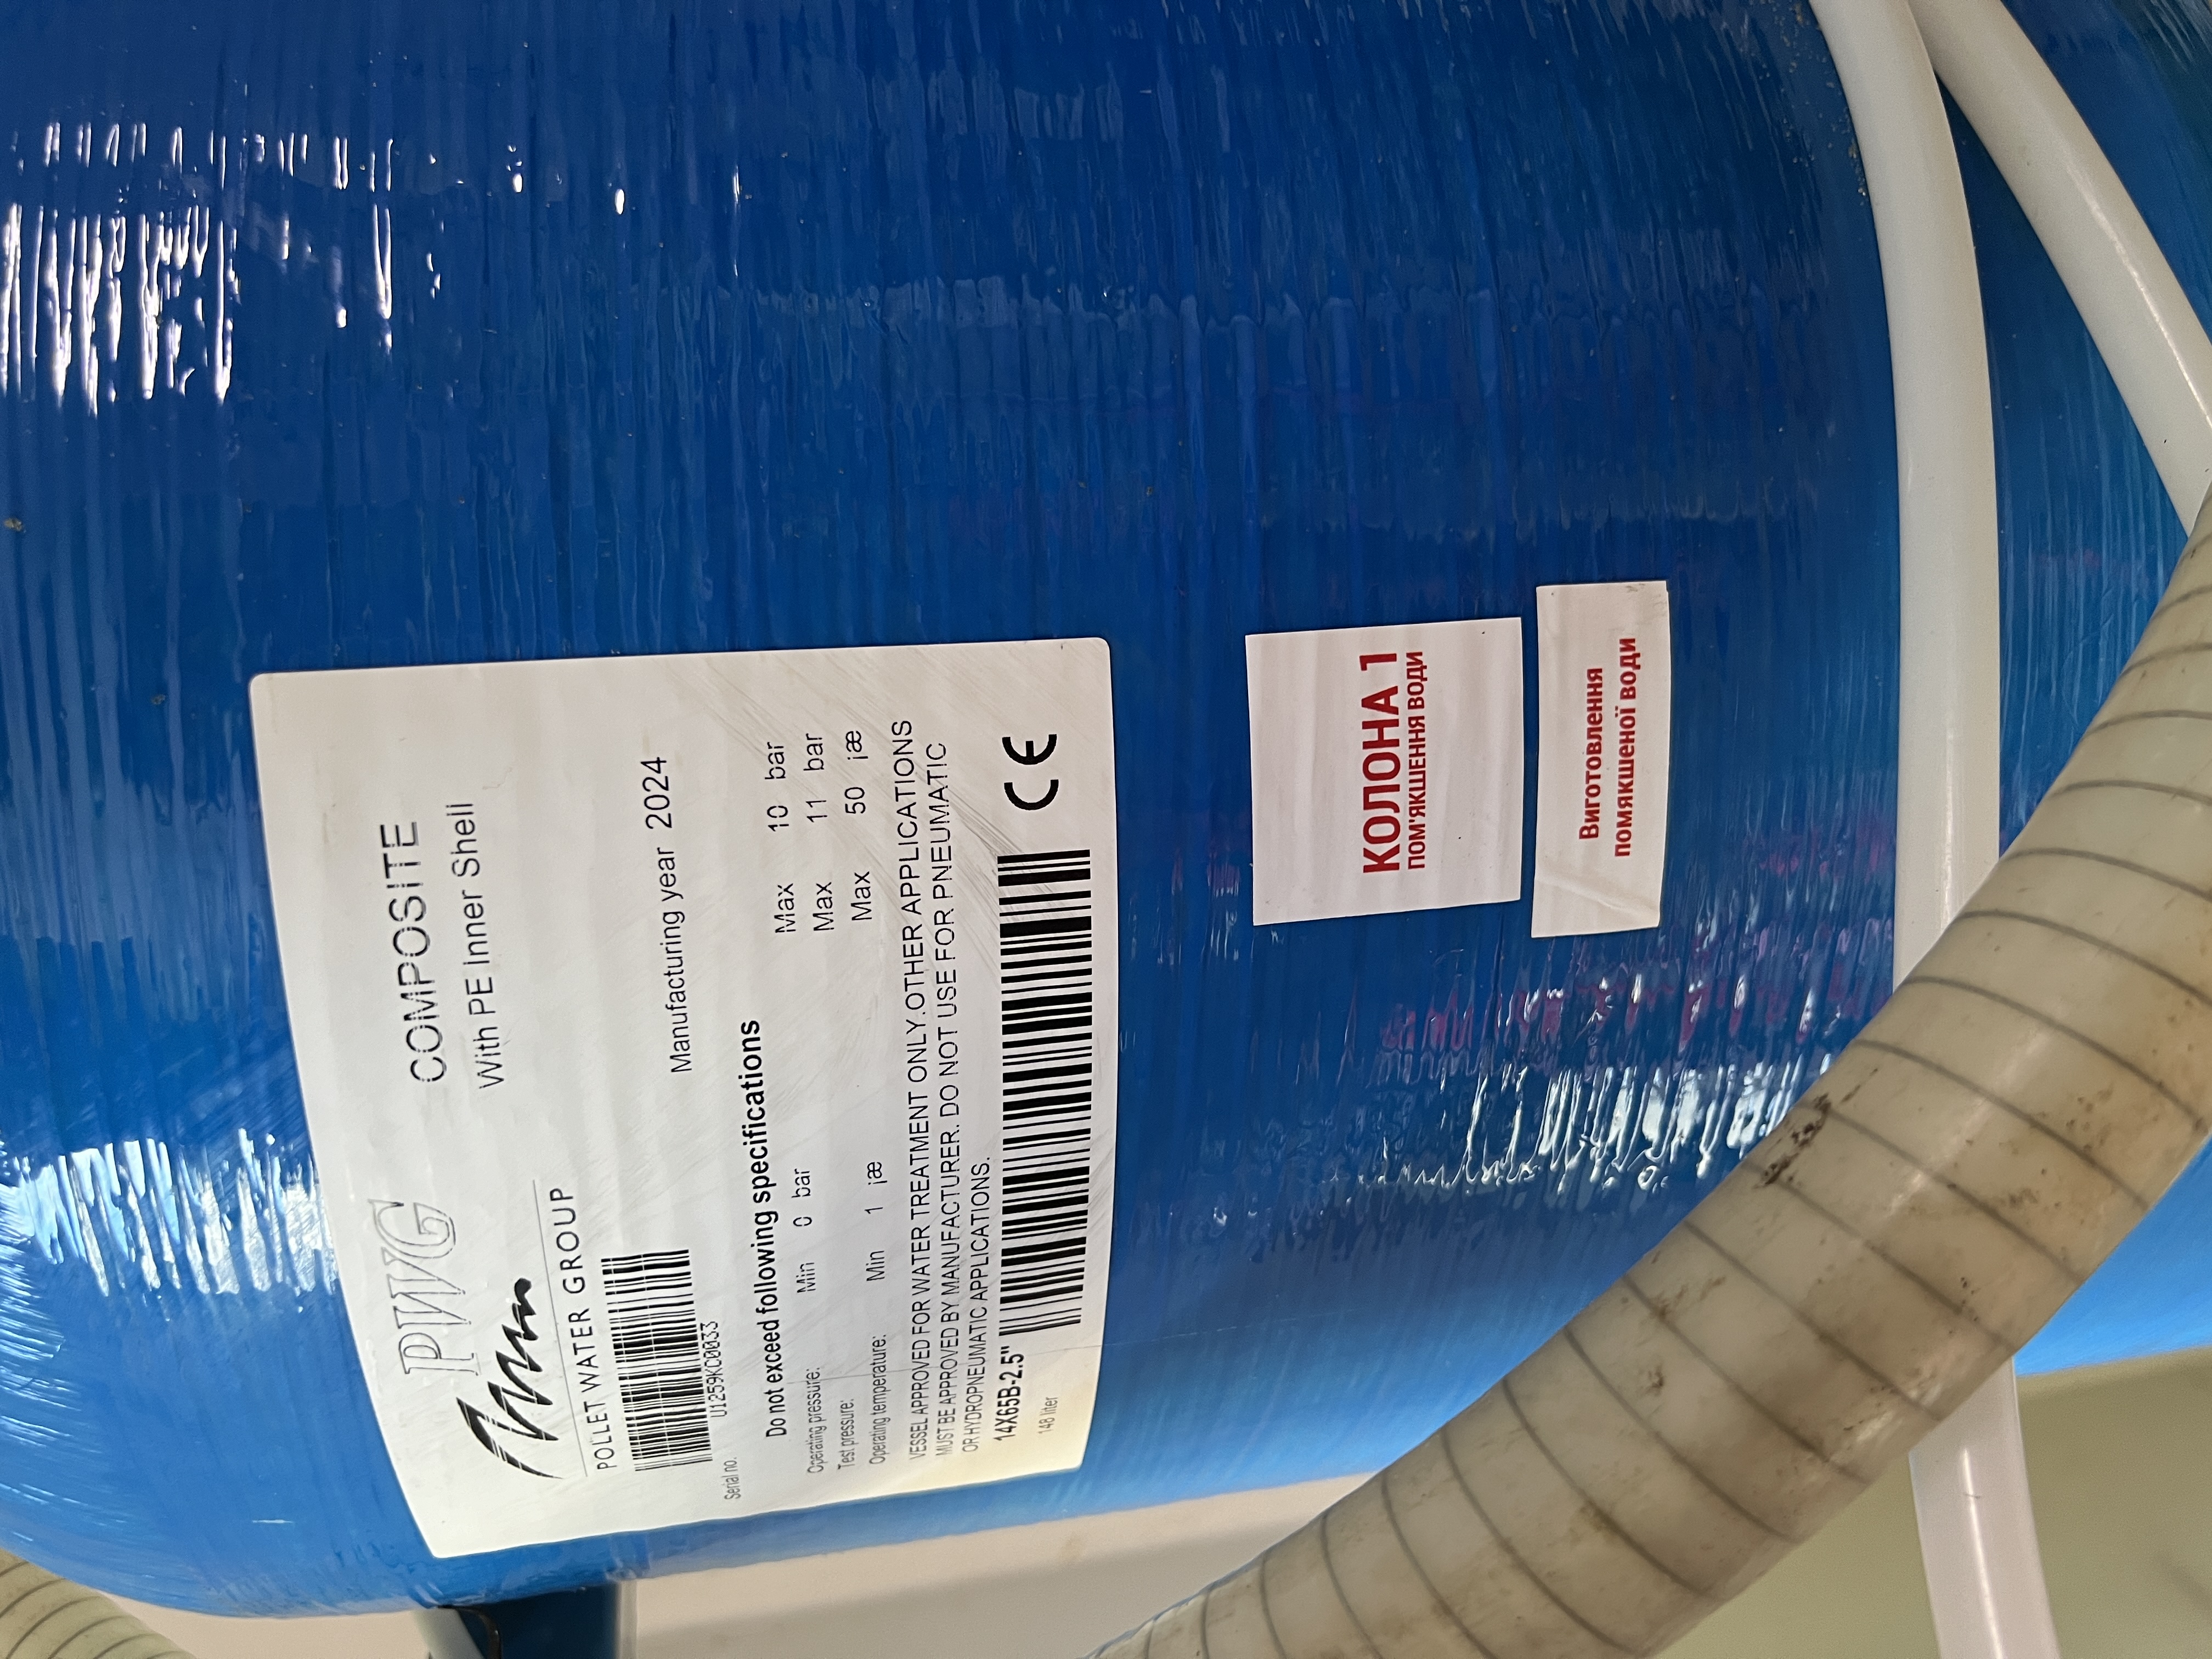 PWG
COMPOSITE
With PE Inner Shell
POLLET WATER GROUP
Manufacturing year 2024
Serial no. U1259KC0033
Do not exceed following specifications
Operating pressure: Min 0 bar Max 10 bar
Test pressure: Max 11 bar
Operating temperature: Min 1 ¡æ Max 50 ¡æ
VESSEL APPROVED FOR WATER TREATMENT ONLY.OTHER APPLICATIONS
MUST BE APPROVED BY MANUFACTURER. DO NOT USE FOR PNEUMATIC
OR HYDROPNEUMATIC APPLICATIONS.
14X65B-2.5"
148 liter
CE
КОЛОНА 1
ПОМ'ЯКШЕННЯ ВОДИ
Виготовлення
помякшеної води